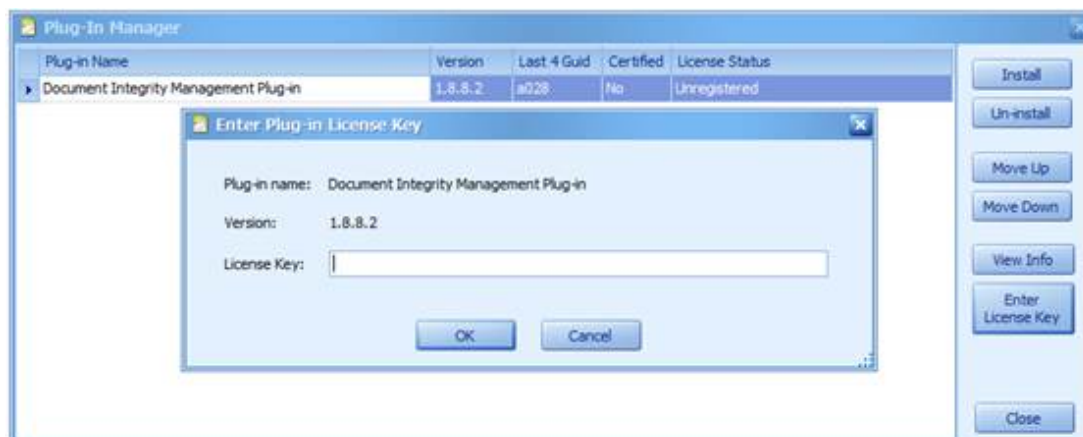 Plug-In Manager
Plug-in Name Version Last 4 Guid Certified License Status
Document Integrity Management Plug-in 1.8.8.2 a028 No Unregistered
Enter Plug-in License Key
Plug-in name: Document Integrity Management Plug-in
Version: 1.8.8.2
License Key:
OK Cancel
Install
Un-install
Move Up
Move Down
View Info
Enter
License Key
Close